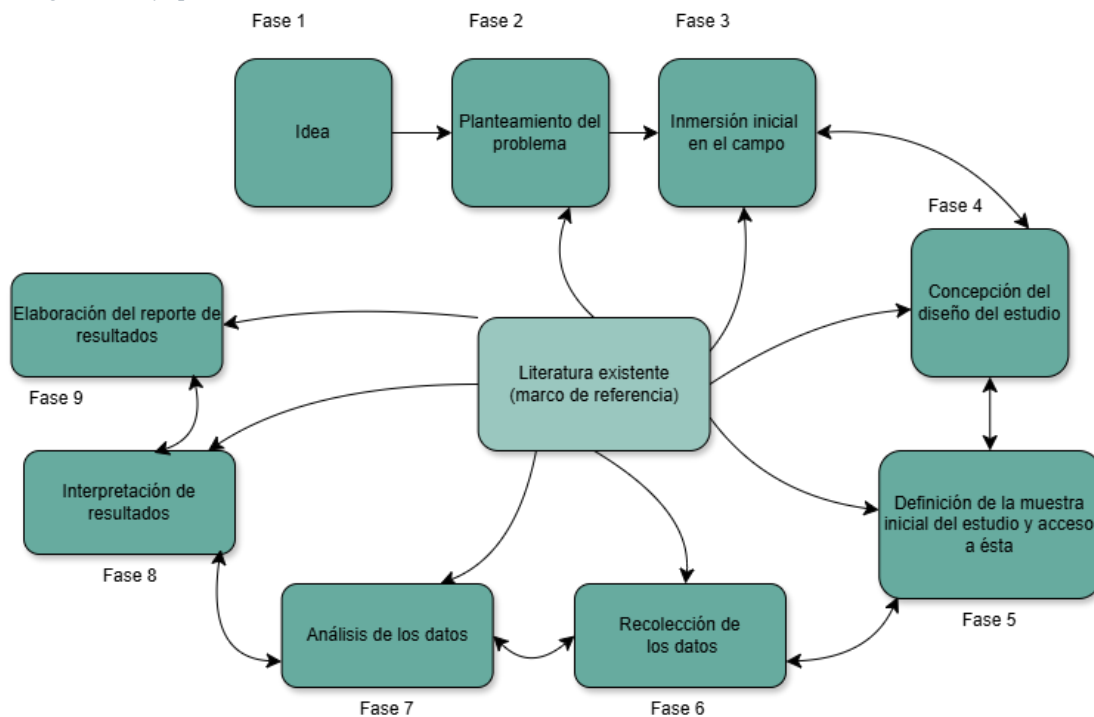 Fase 1
Fase 2
Fase 3
Idea
Planteamiento del
problema
Inmersión inicial
en el campo
Fase 4
Concepción del
diseño del estudio
Elaboración del reporte de
resultados
Literatura existente
(marco de referencia)
Fase 9
Interpretación de
resultados
Definición de la muestra
inicial del estudio y acceso
a ésta
Fase 8
Análisis de los datos
Recolección de
los datos
Fase 5
Fase 7
Fase 6